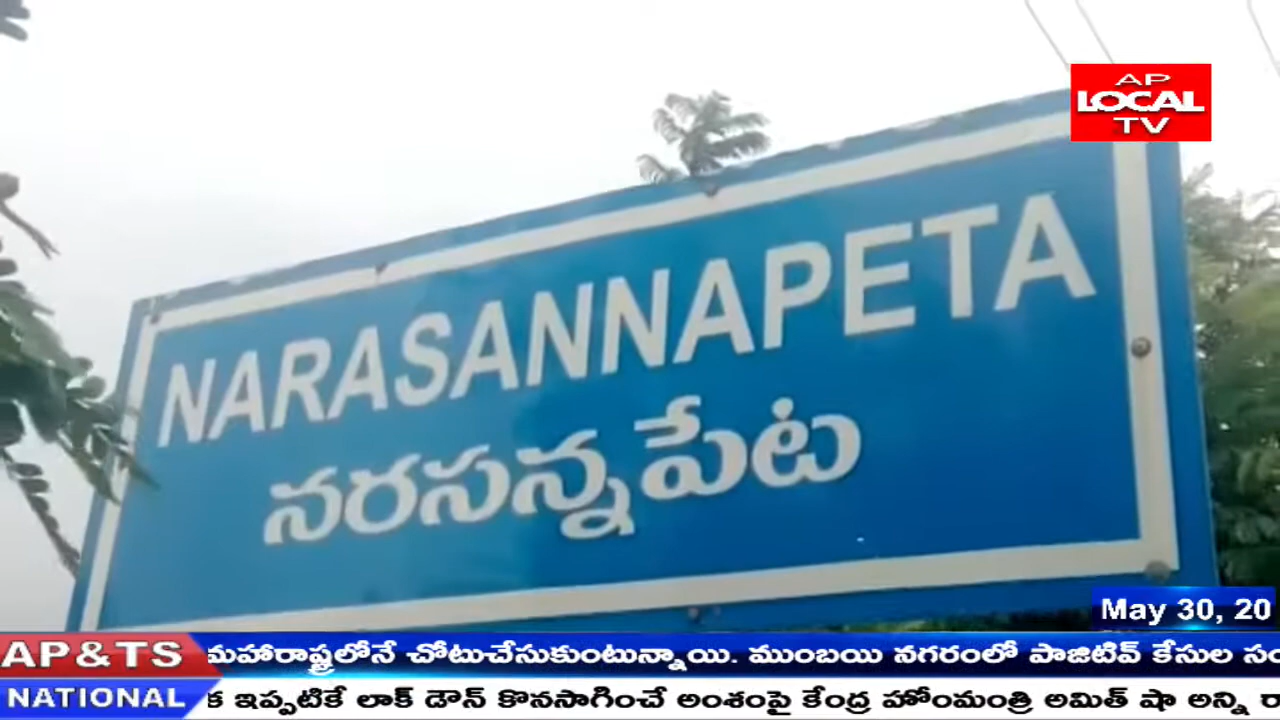 AP
LOCAL
TV
NARASANNAPETA
నరసన్నపేట
May 30, 20
AP&TS
మహారాష్ట్రలోనే చోటుచేసుకుంటున్నాయి. ముంబయి నగరంలో పాజిటివ్ కేసుల
NATIONAL
ఇప్పటికే లాక్ డౌన్ కొనసాగించే అంశంపై కేంద్ర హోంమంత్రి అమిత్ షా అన్ని